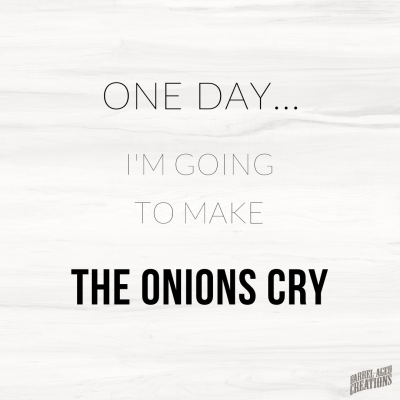 ONE DAY...
I'M GOING
TO MAKE
THE ONIONS CRY
BARREL-AGED
CREATIONS